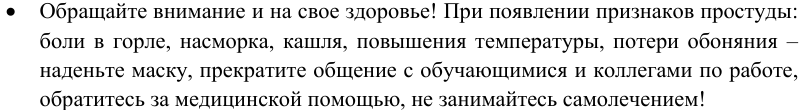 • Обращайте внимание и на свое здоровье! При появлении признаков простуды:
боли в горле, насморка, кашля, повышения температуры, потери обоняния –
наденьте маску, прекратите общение с обучающимися и коллегами по работе,
обратитесь за медицинской помощью, не занимайтесь самолечением!